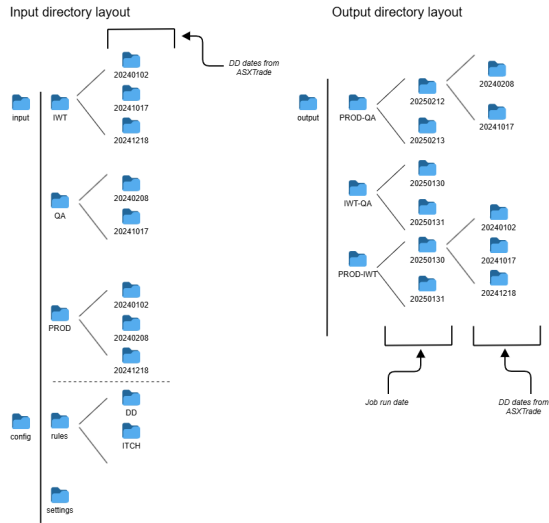 Input directory layout
DD dates from
ASXTrade
input
IWT
20240102
20241017
20241218
QA
20240208
20241017
PROD
20240102
20240208
20241218
config
rules
DD
ITCH
settings
Output directory layout
output
PROD-QA
20250212
20250213
20240208
20241017
IWT-QA
20250130
20250131
PROD-IWT
20250130
20250131
20240102
20241017
20241218
Job run date
DD dates from
ASXTrade